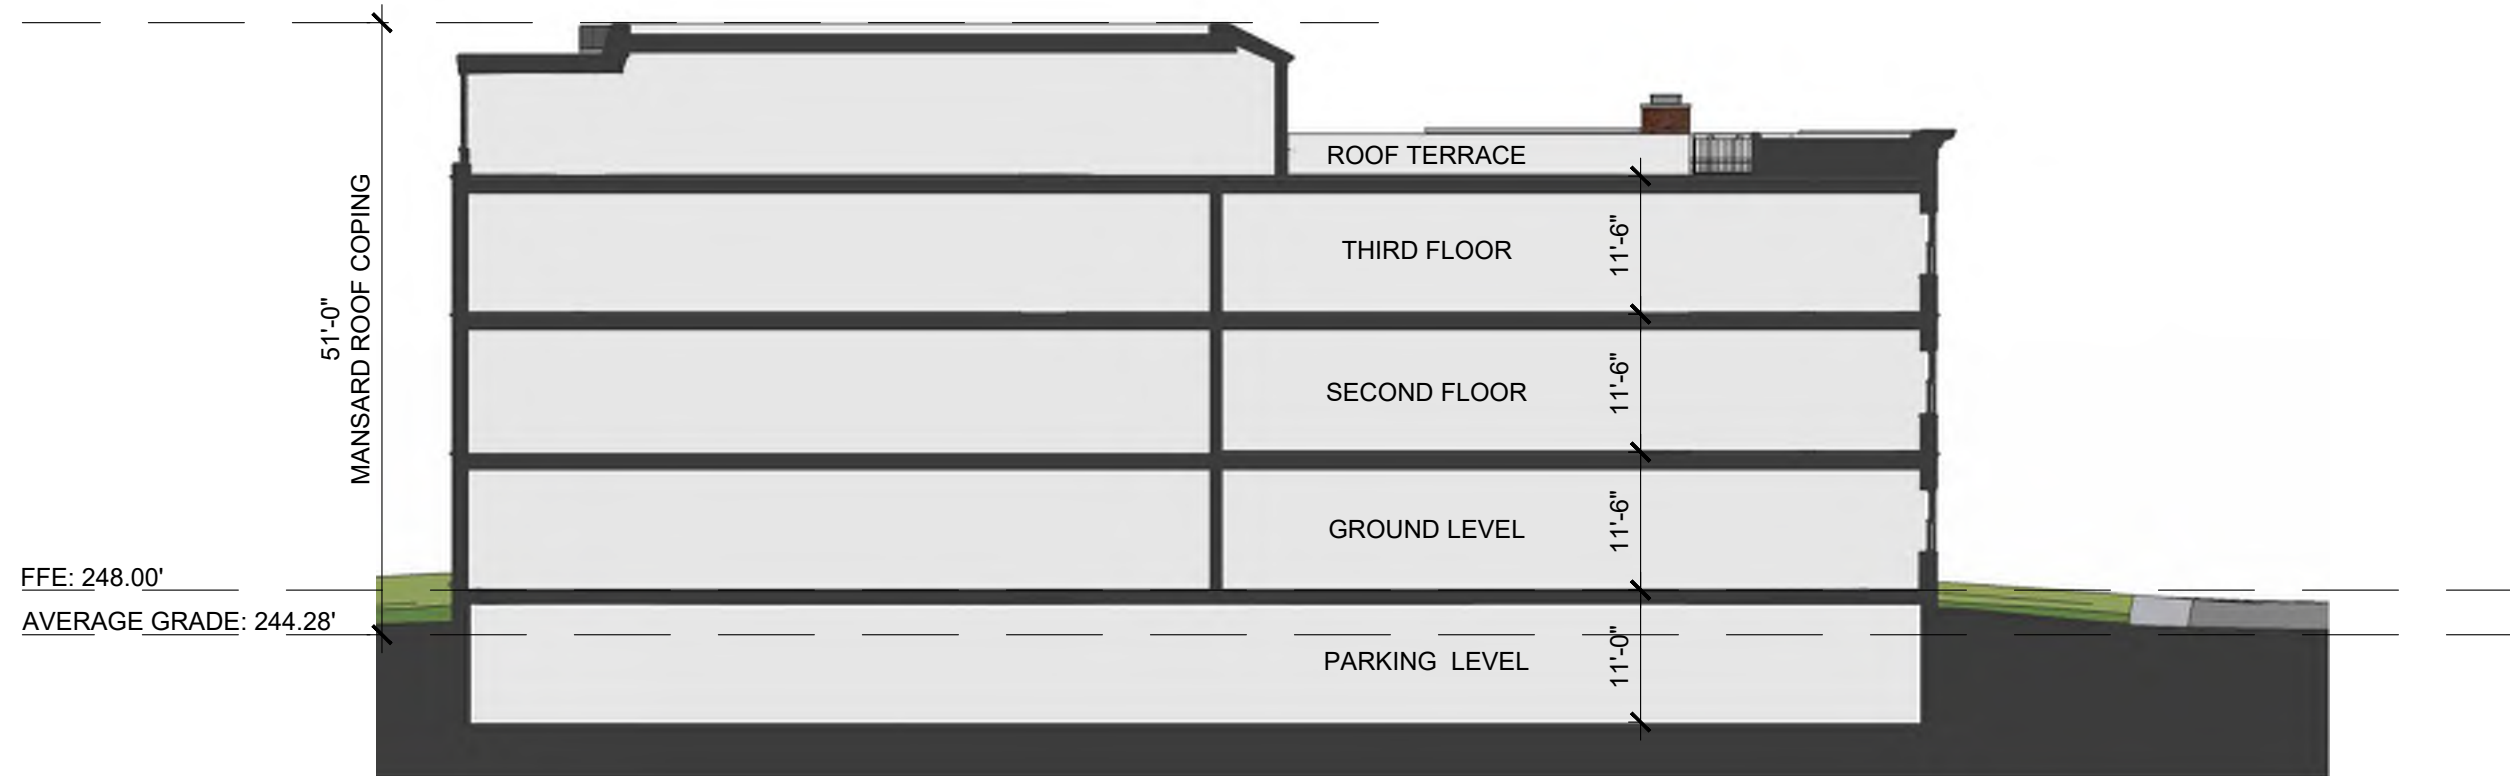 51'-0"
MANSARD ROOF COPING
ROOF TERRACE
THIRD FLOOR
11'-6"
SECOND FLOOR
11'-6"
GROUND LEVEL
11'-6"
FFE: 248.00'
AVERAGE GRADE: 244.28'
PARKING LEVEL
11'-0"